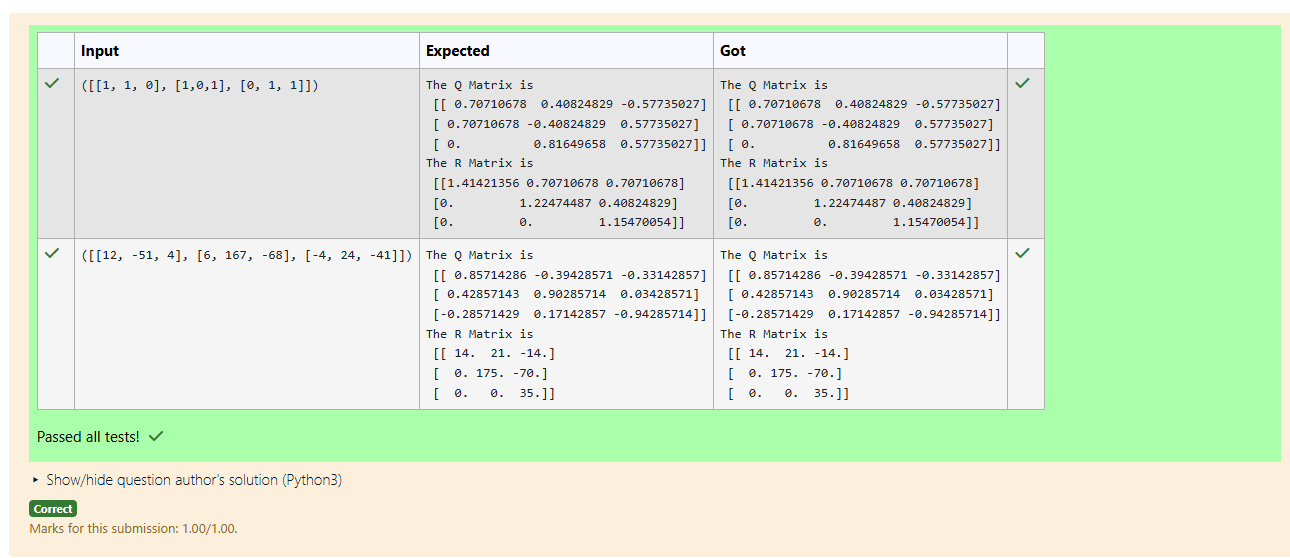 Input Expected Got
([[1, 1, 0], [1,0,1], [0, 1, 1]])
The Q Matrix is
[[ 0.70710678  0.40824829 -0.57735027]
[ 0.70710678 -0.40824829  0.57735027]
[ 0.          0.81649658  0.57735027]]
The R Matrix is
[[1.41421356 0.70710678 0.70710678]
[0.         1.22474487 0.40824829]
[0.         0.         1.15470054]]
The Q Matrix is
[[ 0.70710678  0.40824829 -0.57735027]
[ 0.70710678 -0.40824829  0.57735027]
[ 0.          0.81649658  0.57735027]]
The R Matrix is
[[1.41421356 0.70710678 0.70710678]
[0.         1.22474487 0.40824829]
[0.         0.         1.15470054]]
([[12, -51, 4], [6, 167, -68], [-4, 24, -41]])
The Q Matrix is
[[ 0.85714286 -0.39428571 -0.33142857]
[ 0.42857143  0.90285714  0.03428571]
[-0.28571429  0.17142857 -0.94285714]]
The R Matrix is
[[ 14.  21. -14.]
[  0. 175. -70.]
[  0.   0.  35.]]
The Q Matrix is
[[ 0.85714286 -0.39428571 -0.33142857]
[ 0.42857143  0.90285714  0.03428571]
[-0.28571429  0.17142857 -0.94285714]]
The R Matrix is
[[ 14.  21. -14.]
[  0. 175. -70.]
[  0.   0.  35.]]
Passed all tests!
Show/hide question author's solution (Python3)
Correct
Marks for this submission: 1.00/1.00.